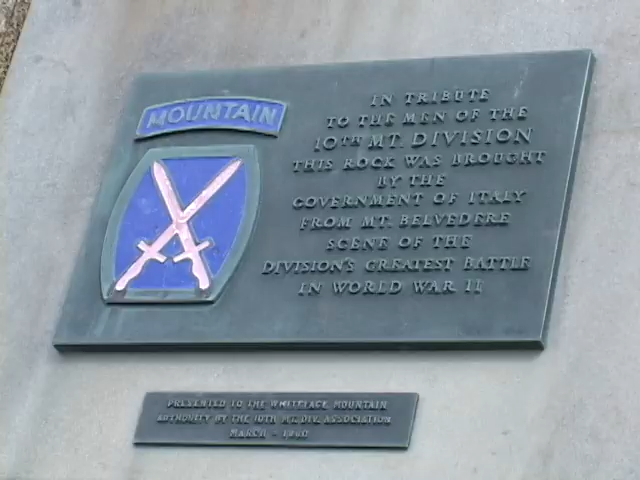 MOUNTAIN
IN TRIBUTE
TO THE MEN OF THE
10TH MT. DIVISION
THIS ROCK WAS BROUGHT
BY THE
GOVERNMENT OF ITALY
FROM MT. BELVEDERE
SCENE OF THE
DIVISION'S GREATEST BATTLE
IN WORLD WAR II
PRESENTED TO THE WHITEFACE MOUNTAIN
AUTHORITY BY THE 10TH MT. DIV. ASSOCIATION
MARCH -